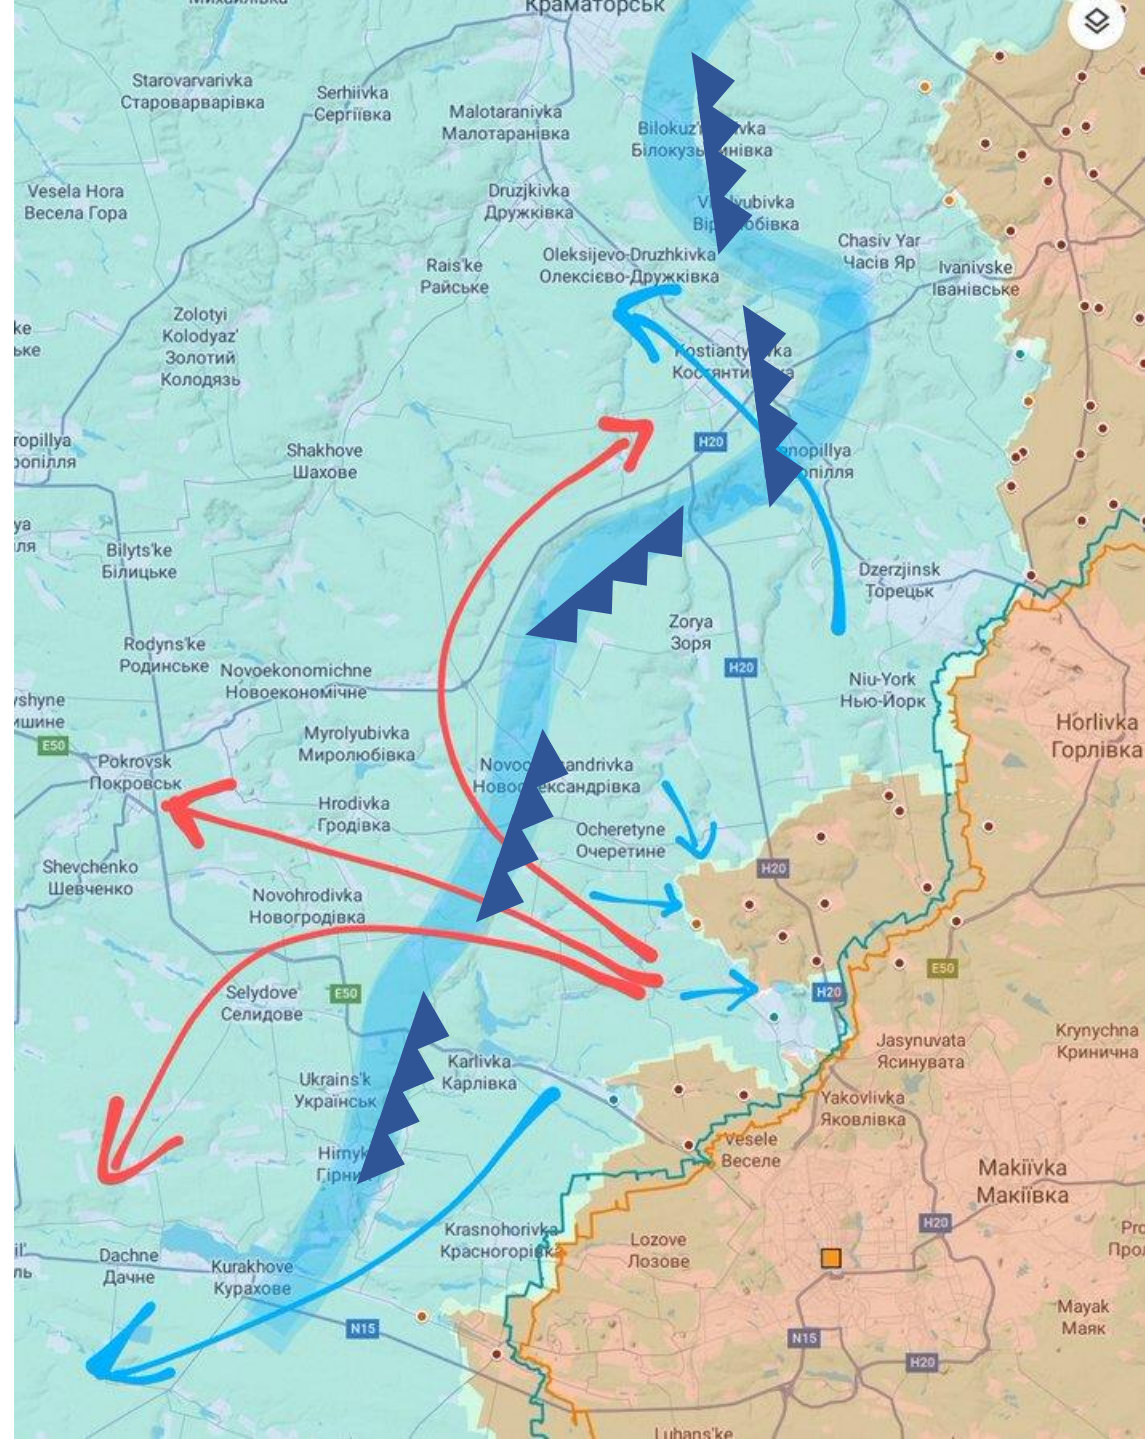 Краматорськ
Starovarvarivka
Староварварівка
Serhiivka
Сергіївка
Malotaranivka
Малотаранівка
Vesela Hora
Весела Гора
Druzjkivka
Дружківка
Chasiv Yar
Часів Яр
Oleksijevo-Druzhkivka
Олексієво-Дружківка
Ivanivske
Іванівське
Rais'ke
Райське
Zolotyi
Kolodyaz'
Золотий
Колодязь
H20
Shakhove
Шахове
Bilyts'ke
Білицьке
Dzerzjinsk
Торецьк
Zorya
Зоря
Rodyns'ke
Родинське
Novoekonomichne
Новоекономічне
H20
Niu-York
Нью-Йорк
Horlivka
Горлівка
E50
Myrolyubivka
Миролюбівка
Pokrovsk
Покровськ
Hrodivka
Гродівка
Ocheretyne
Очеретине
H20
Shevchenko
Шевченко
Novohrodivka
Новогродівка
E50
Selydove
Селидове
E50
H20
Jasynuvata
Ясинувата
Krynychna
Кринична
Karlivka
Карлівка
Ukrains'k
Українськ
Yakovlivka
Яковлівка
Vesele
Веселе
Makiïvka
Макіївка
Krasnohorivka
Красногорівка
Lozove
Лозове
H20
Dachne
Дачне
Kurakhove
Курахове
N15
N15
H20
Mayak
Маяк
Luhans'ke